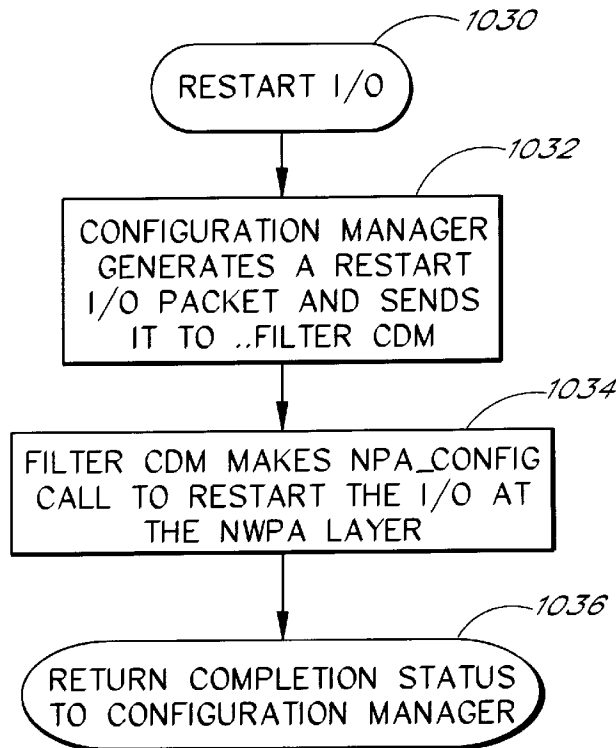 1030
RESTART I/O
1032
CONFIGURATION MANAGER
GENERATES A RESTART
I/O PACKET AND SENDS
IT TO ..FILTER CDM
1034
FILTER CDM MAKES NPA_CONFIG
CALL TO RESTART THE I/O AT
THE NWPA LAYER
1036
RETURN COMPLETION STATUS
TO CONFIGURATION MANAGER